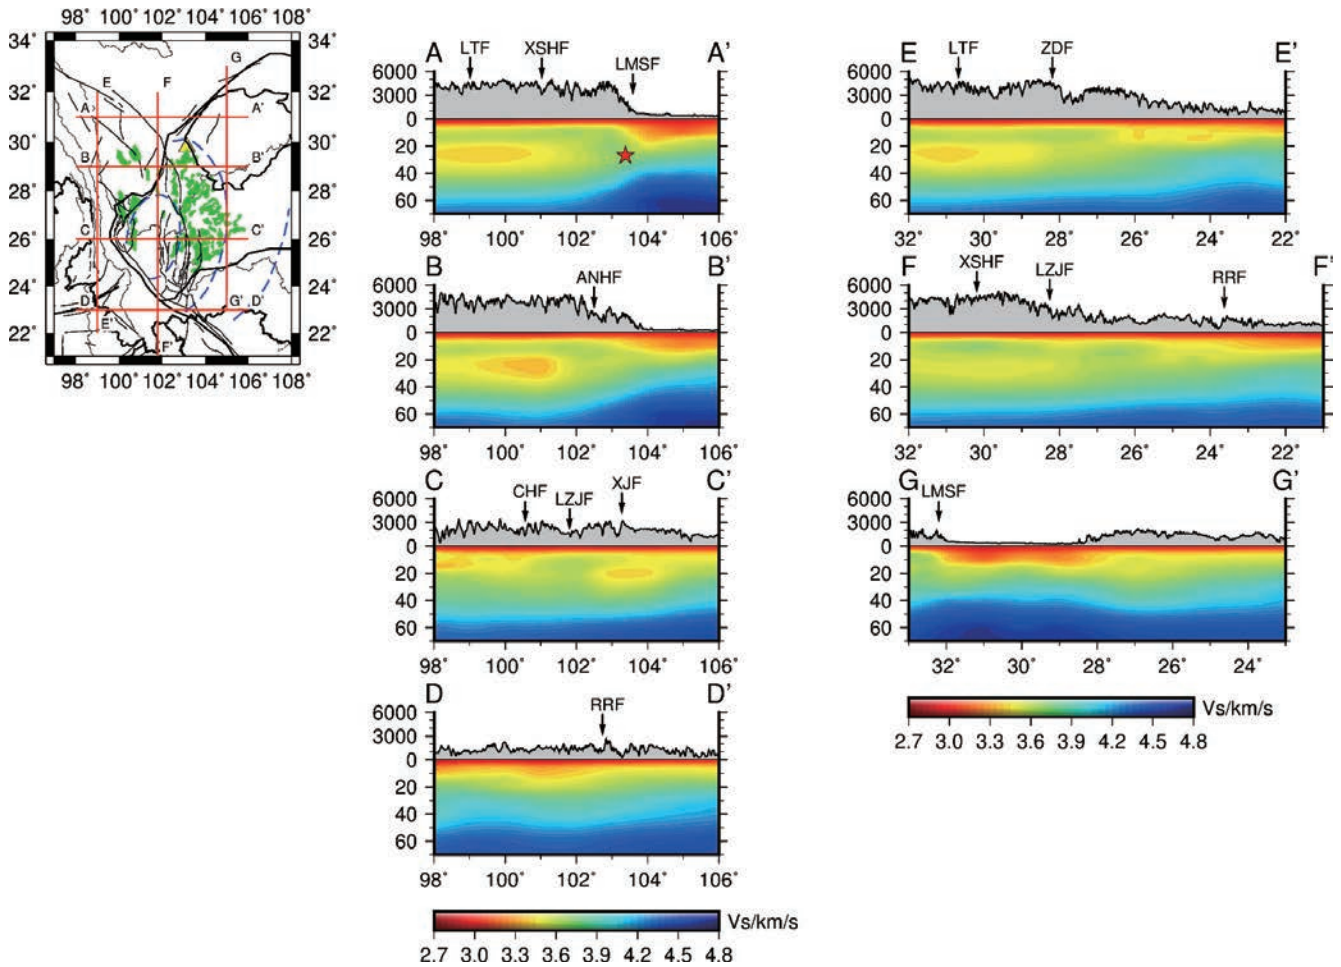 98° 100° 102° 104° 106° 108°
34° 34°
32° 32°
30° 30°
28° 28°
26° 26°
24° 24°
22° 22°
98° 100° 102° 104° 106° 108°
E F G
A A'
B B'
C C'
D G' D'
E' F'
A A'
LTF XSHF LMSF
6000
3000
0
20
40
60
98° 100° 102° 104° 106°
B B'
ANHF
6000
3000
0
20
40
60
98° 100° 102° 104° 106°
C C'
CHF LZJF XJF
6000
3000
0
20
40
60
98° 100° 102° 104° 106°
D D'
RRF
6000
3000
0
20
40
60
98° 100° 102° 104° 106°
Vs/km/s
2.7 3.0 3.3 3.6 3.9 4.2 4.5 4.8
E E'
LTF ZDF
6000
3000
0
20
40
60
32° 30° 28° 26° 24° 22°
F F'
XSHF LZJF RRF
6000
3000
0
20
40
60
32° 30° 28° 26° 24° 22°
G G'
LMSF
6000
3000
0
20
40
60
32° 30° 28° 26° 24°
Vs/km/s
2.7 3.0 3.3 3.6 3.9 4.2 4.5 4.8